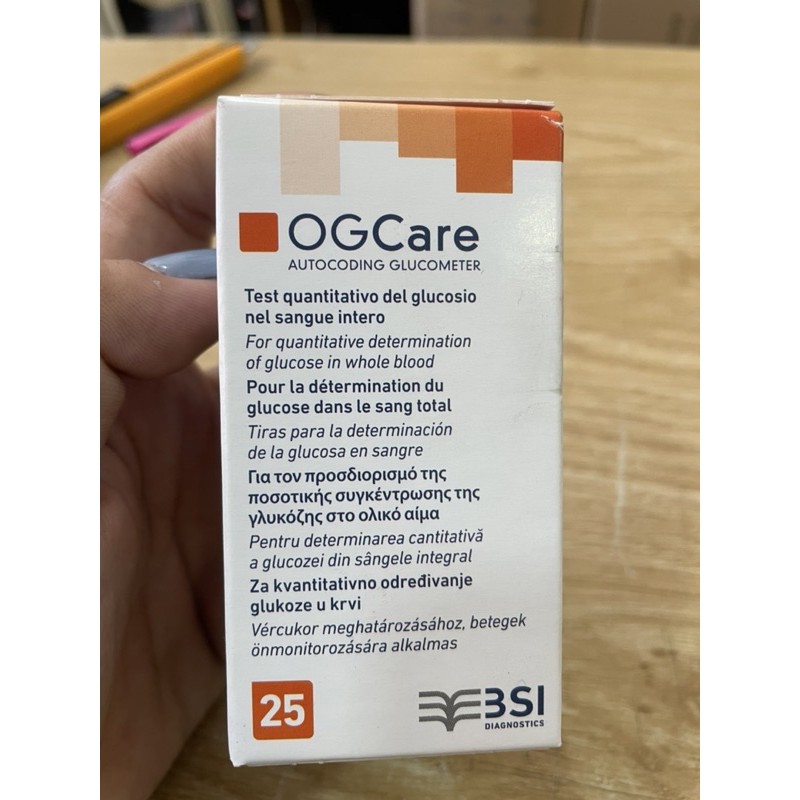 OGCare
AUTOCODING GLUCOMETER
Test quantitativo del glucosio
nel sangue intero
For quantitative determination
of glucose in whole blood
Pour la détermination du
glucose dans le sang total
Tiras para la determinación
de la glucosa en sangre
Για τον προσδιορισμό της
ποσοτικής συγκέντρωσης της
γλυκόζης στο ολικό αίμα
Pentru determinarea cantitativă
a glucozei din sângele integral
Za kvantitativno određivanje
glukoze u krvi
Vércukor meghatározásához, betegek
önmonitorozására alkalmas
25
BSI
DIAGNOSTICS